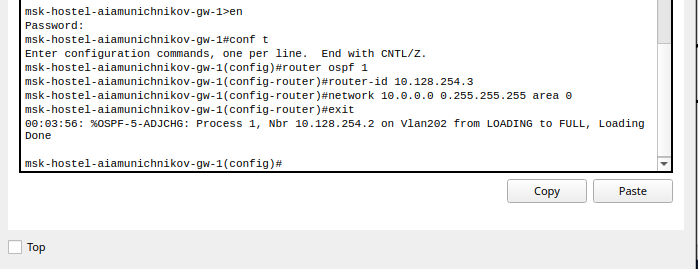 msk-hostel-aiamunichnikov-gw-1>en
Password:
msk-hostel-aiamunichnikov-gw-1#conf t
Enter configuration commands, one per line.  End with CNTL/Z.
msk-hostel-aiamunichnikov-gw-1(config)#router ospf 1
msk-hostel-aiamunichnikov-gw-1(config-router)#router-id 10.128.254.3
msk-hostel-aiamunichnikov-gw-1(config-router)#network 10.0.0.0 0.255.255.255 area 0
msk-hostel-aiamunichnikov-gw-1(config-router)#exit
00:03:56: %OSPF-5-ADJCHG: Process 1, Nbr 10.128.254.2 on Vlan202 from LOADING to FULL, Loading
Done
msk-hostel-aiamunichnikov-gw-1(config)#
Copy Paste
Top